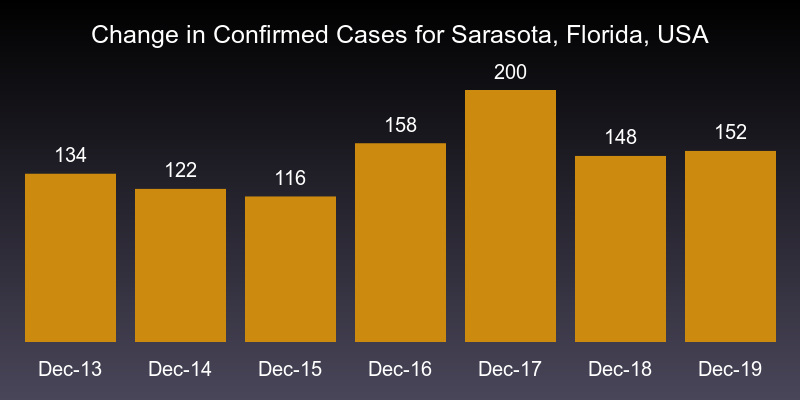 Change in Confirmed Cases for Sarasota, Florida, USA
134
122
116
158
200
148
152
Dec-13
Dec-14
Dec-15
Dec-16
Dec-17
Dec-18
Dec-19